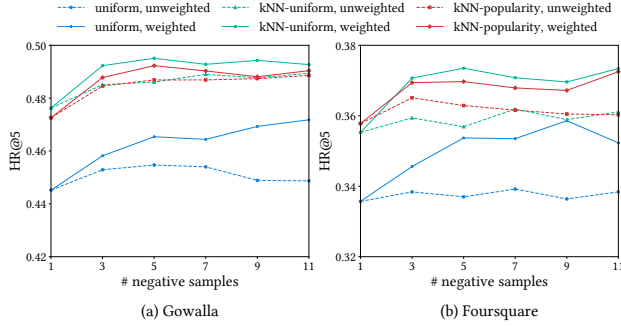 uniform, unweighted kNN-uniform, unweighted kNN-popularity, unweighted
uniform, weighted kNN-uniform, weighted kNN-popularity, weighted
0.50 0.38
0.48 0.36
HR@5 HR@5
0.46
0.34
0.44
0.42 0.32
1 3 5 7 9 11 1 3 5 7 9 11
# negative samples # negative samples
(a) Gowalla (b) Foursquare